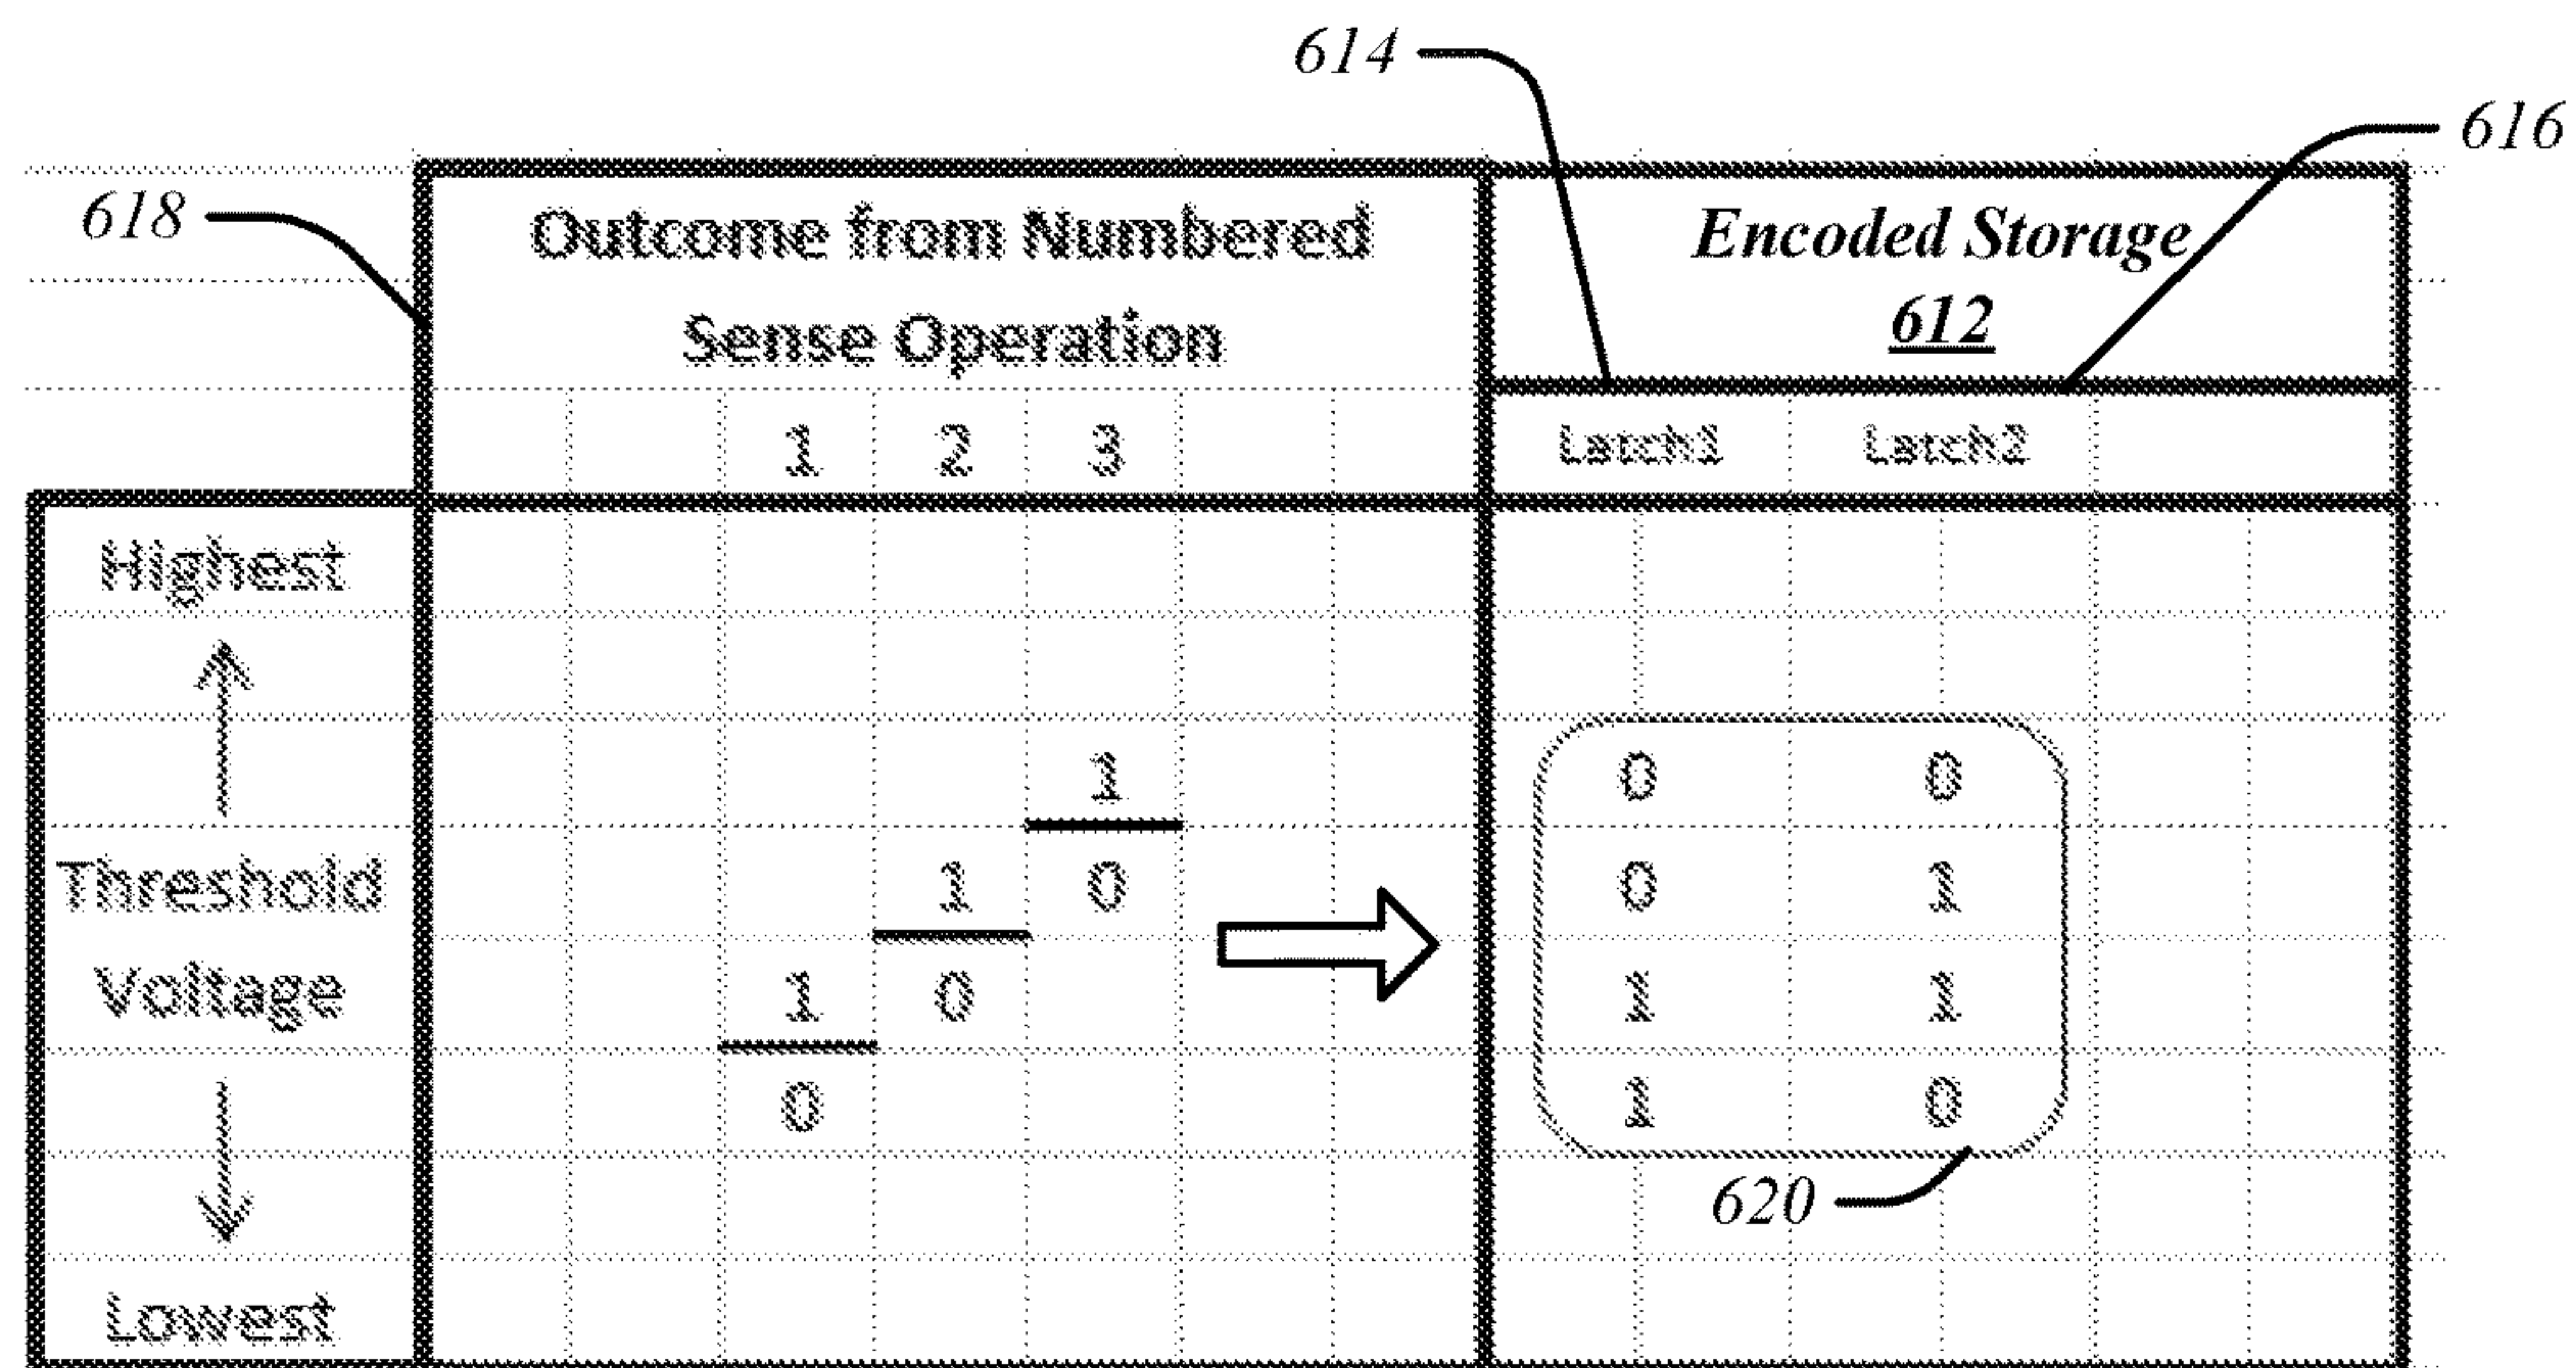 614
616
618
Outcome from Numbered
Sense Operation
Encoded Storage
612
1 2 3
Latch1 Latch2
Highest
1 0 0
Threshold 1 0 0 1
Voltage 1 0 1 1
0 1 0
620
Lowest